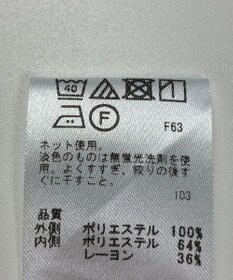 40
F
F63
ネット使用。
淡色のものは無蛍光洗剤を使
用。よくすすぎ、絞りの後す
ぐに干すこと。
103
品質
外側 ポリエステル 100%
内側 ポリエステル 64%
レーヨン 36%